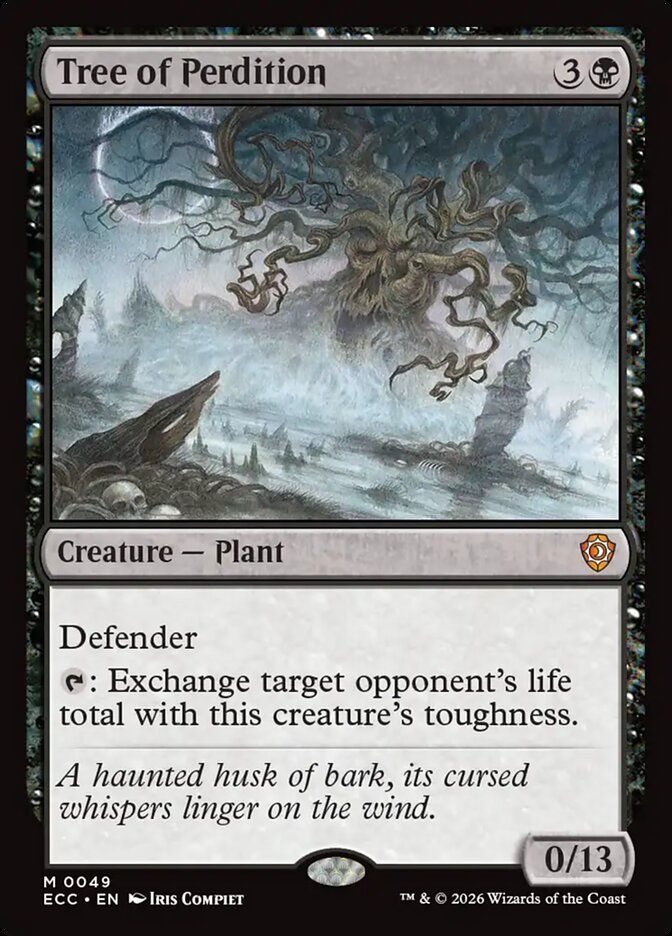 Tree of Perdition 3
Creature — Plant
Defender
: Exchange target opponent's life
total with this creature's toughness.
A haunted husk of bark, its cursed
whispers linger on the wind.
0/13
M 0049
ECC • EN Iris Compiet
™ & © 2026 Wizards of the Coast